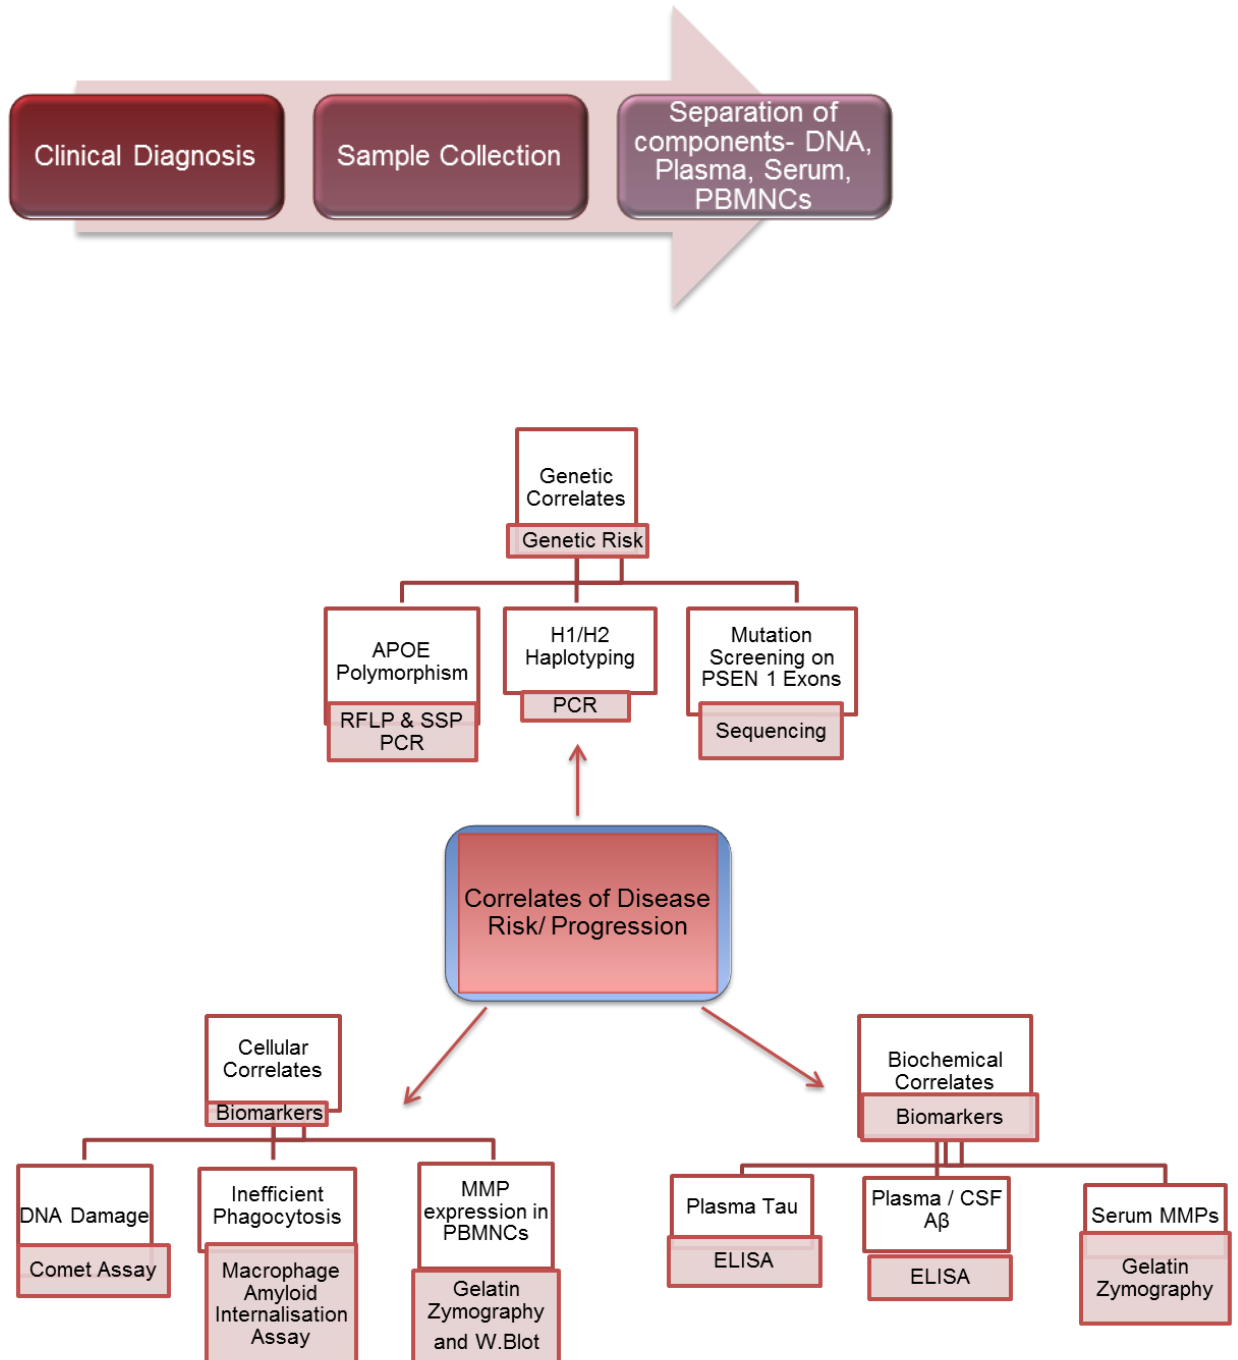 Clinical Diagnosis
Sample Collection
Separation of
components- DNA,
Plasma, Serum,
PBMNCs
Genetic
Correlates
Genetic Risk
APOE
Polymorphism
RFLP & SSP
PCR
H1/H2
Haplotyping
PCR
Mutation
Screening on
PSEN 1 Exons
Sequencing
Correlates of Disease
Risk/ Progression
Cellular
Correlates
Biomarkers
DNA Damage
Comet Assay
Inefficient
Phagocytosis
Macrophage
Amyloid
Internalisation
Assay
MMP
expression in
PBMNCs
Gelatin
Zymography
and W.Blot
Biochemical
Correlates
Biomarkers
Plasma Tau
ELISA
Plasma / CSF
Aβ
ELISA
Serum MMPs
Gelatin
Zymography